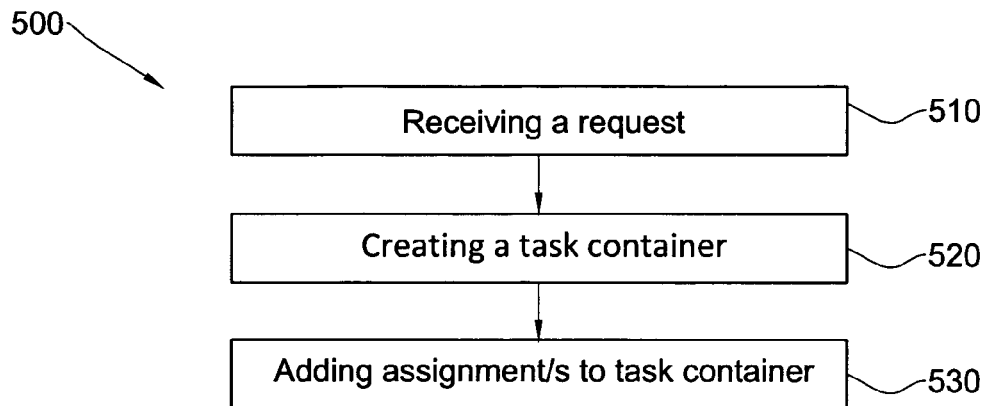 500
Receiving a request
510
Creating a task container
520
Adding assignment/s to task container
530